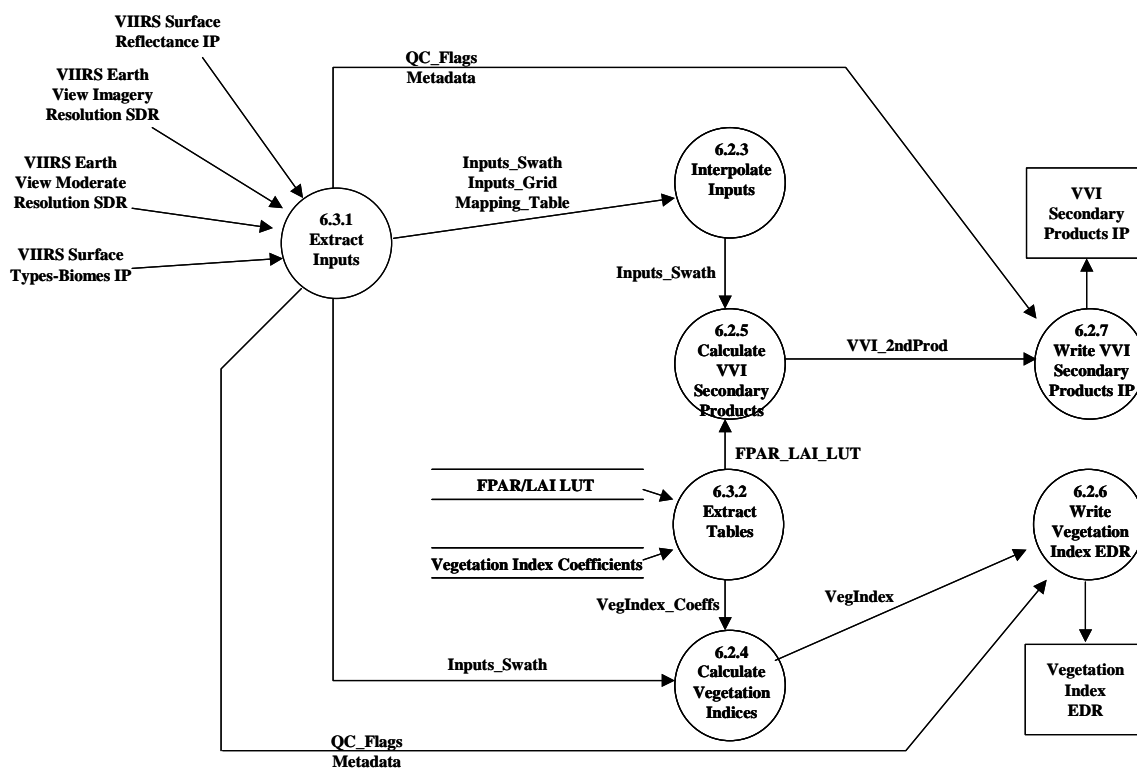 VIIRS Surface
Reflectance IP
VIIRS Earth
View Imagery
Resolution SDR
VIIRS Earth
View Moderate
Resolution SDR
VIIRS Surface
Types-Biomes IP
6.3.1
Extract
Inputs
QC_Flags
Metadata
Inputs_Swath
Inputs_Grid
Mapping_Table
6.2.3
Interpolate
Inputs
VVI
Secondary
Products IP
Inputs_Swath
6.2.5
Calculate
VVI
Secondary
Products
VVI_2ndProd
6.2.7
Write VVI
Secondary
Products IP
FPAR_LAI_LUT
FPAR/LAI LUT
6.3.2
Extract
Tables
Vegetation Index Coefficients
6.2.6
Write
Vegetation
Index EDR
VegIndex_Coeffs
VegIndex
Inputs_Swath
6.2.4
Calculate
Vegetation
Indices
Vegetation
Index
EDR
QC_Flags
Metadata